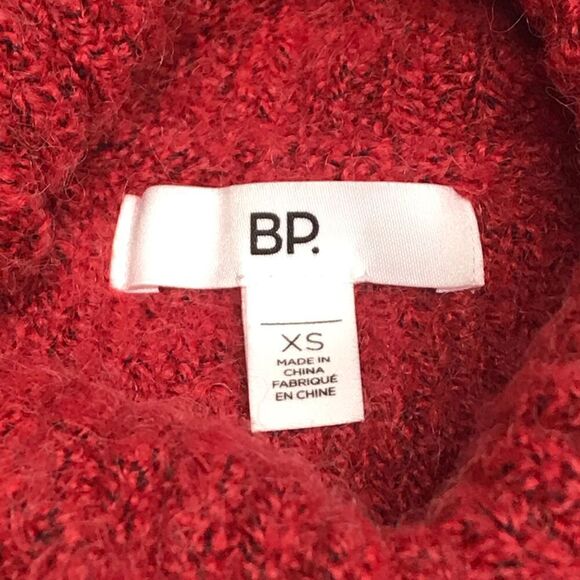 BP.
XS
MADE IN
CHINA
FABRIQUÉ
EN CHINE